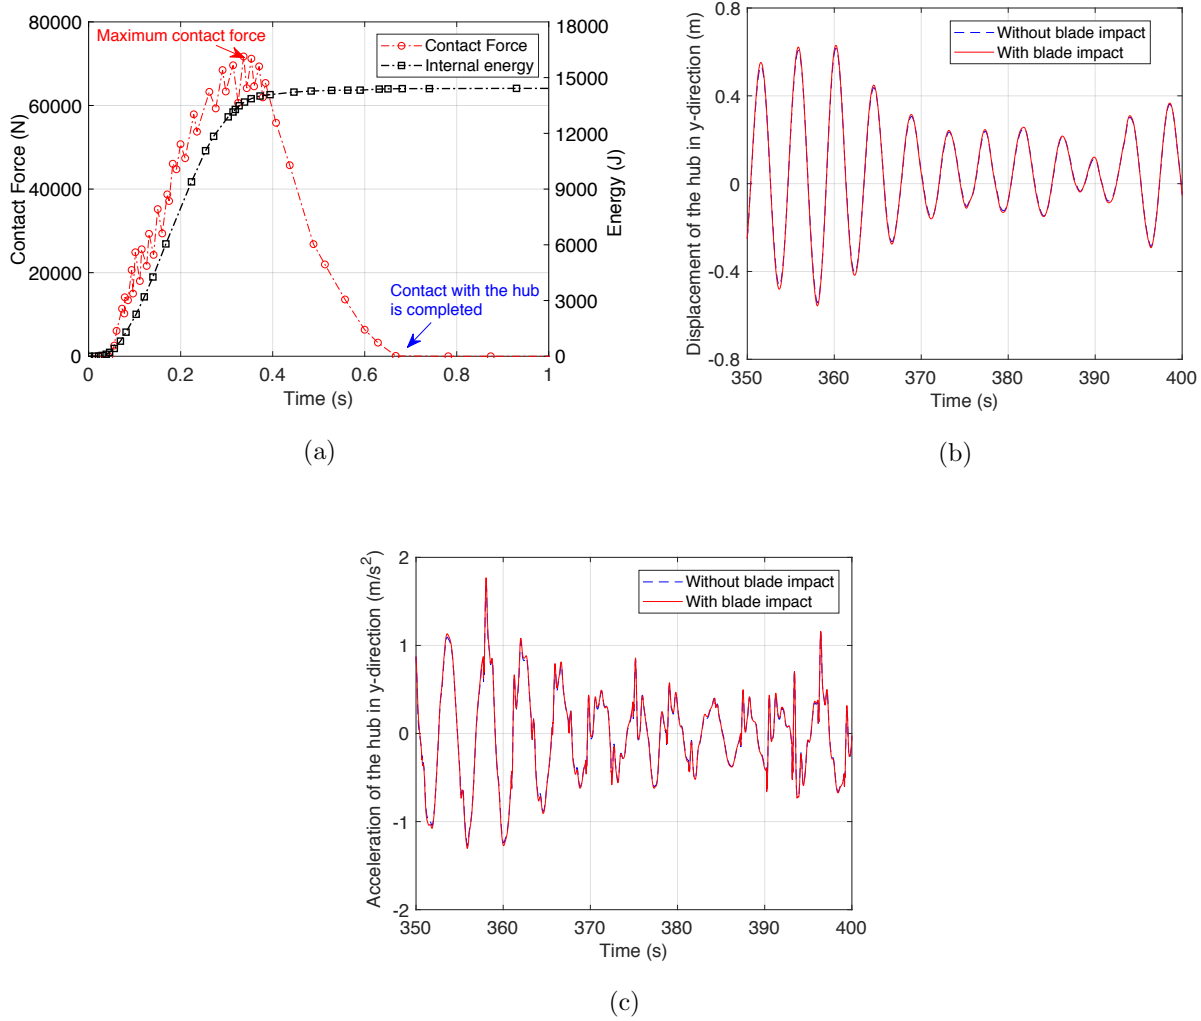 80000
60000
40000
20000
0
Contact Force (N)
18000
15000
12000
9000
6000
3000
0
Energy (J)
Maximum contact force
Contact Force
Internal energy
Contact with the hub
is completed
0 0.2 0.4 0.6 0.8 1
Time (s)
(a)
0.8
0.4
0
-0.4
-0.8
Displacement of the hub in y-direction (m)
Without blade impact
With blade impact
350 360 370 380 390 400
Time (s)
(b)
2
1
0
-1
-2
Acceleration of the hub in y-direction (m/s²)
Without blade impact
With blade impact
350 360 370 380 390 400
Time (s)
(c)